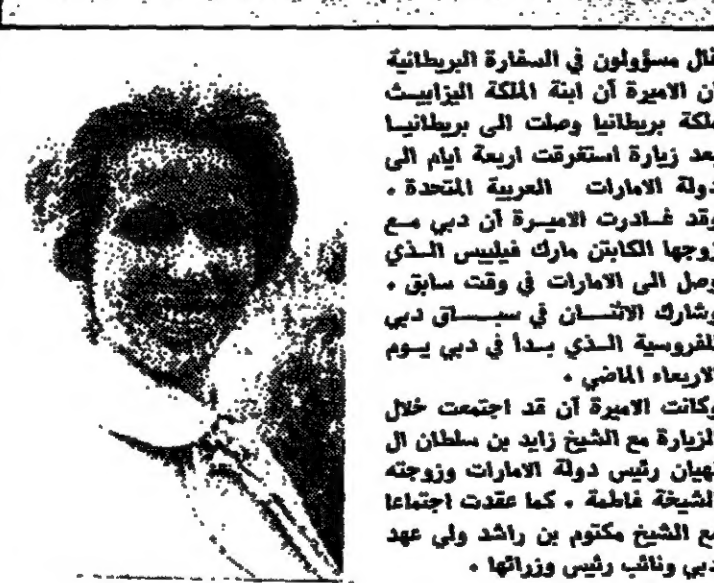 قال مسؤولون في السفارة البريطانية
ان الاميرة آن ابنة الملكة اليزابيث
ملكة بريطانيا وصلت الى بريطانيا
بعد زيارة استغرقت اربعة ايام الى
دولة الامارات العربية المتحدة .
وقد غادرت الاميرة آن دبي مع
زوجها الكابتن مارك فيليبس الذي
وصل الى الامارات في وقت سابق .
وشارك الاثنان في سباق دبي
للفروسية الذي بدأ في دبي يوم
الاربعاء الماضي .
وكانت الاميرة آن قد اجتمعت خلال
الزيارة مع الشيخ زايد بن سلطان ال
نهيان رئيس دولة الامارات وزوجته
الشيخة فاطمة . كما عقدت اجتماعا
مع الشيخ مكتوم بن راشد ولي عهد
دبي ونائب رئيس وزرائها .